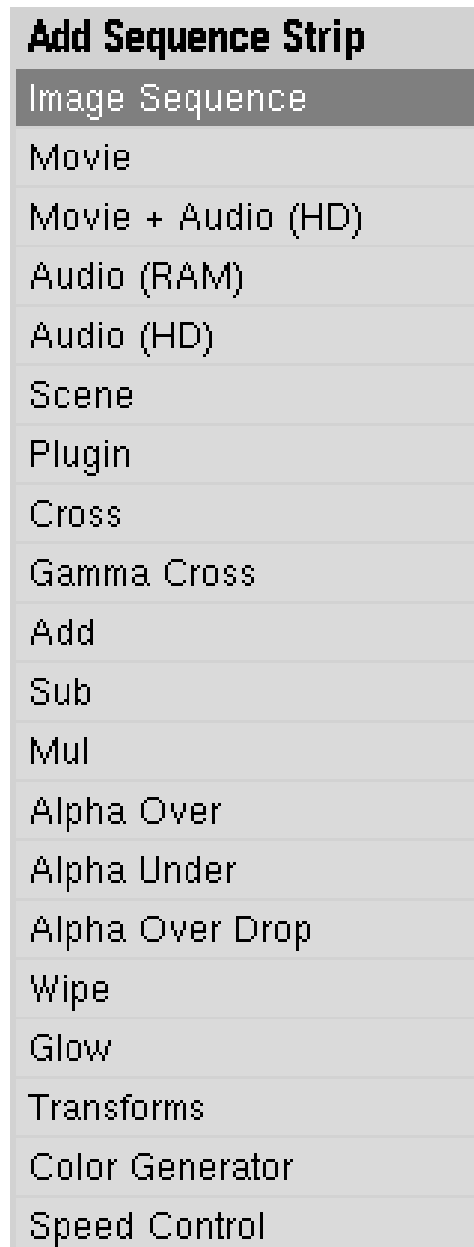 Add Sequence Strip
Image Sequence
Movie
Movie + Audio (HD)
Audio (RAM)
Audio (HD)
Scene
Plugin
Cross
Gamma Cross
Add
Sub
Mul
Alpha Over
Alpha Under
Alpha Over Drop
Wipe
Glow
Transforms
Color Generator
Speed Control